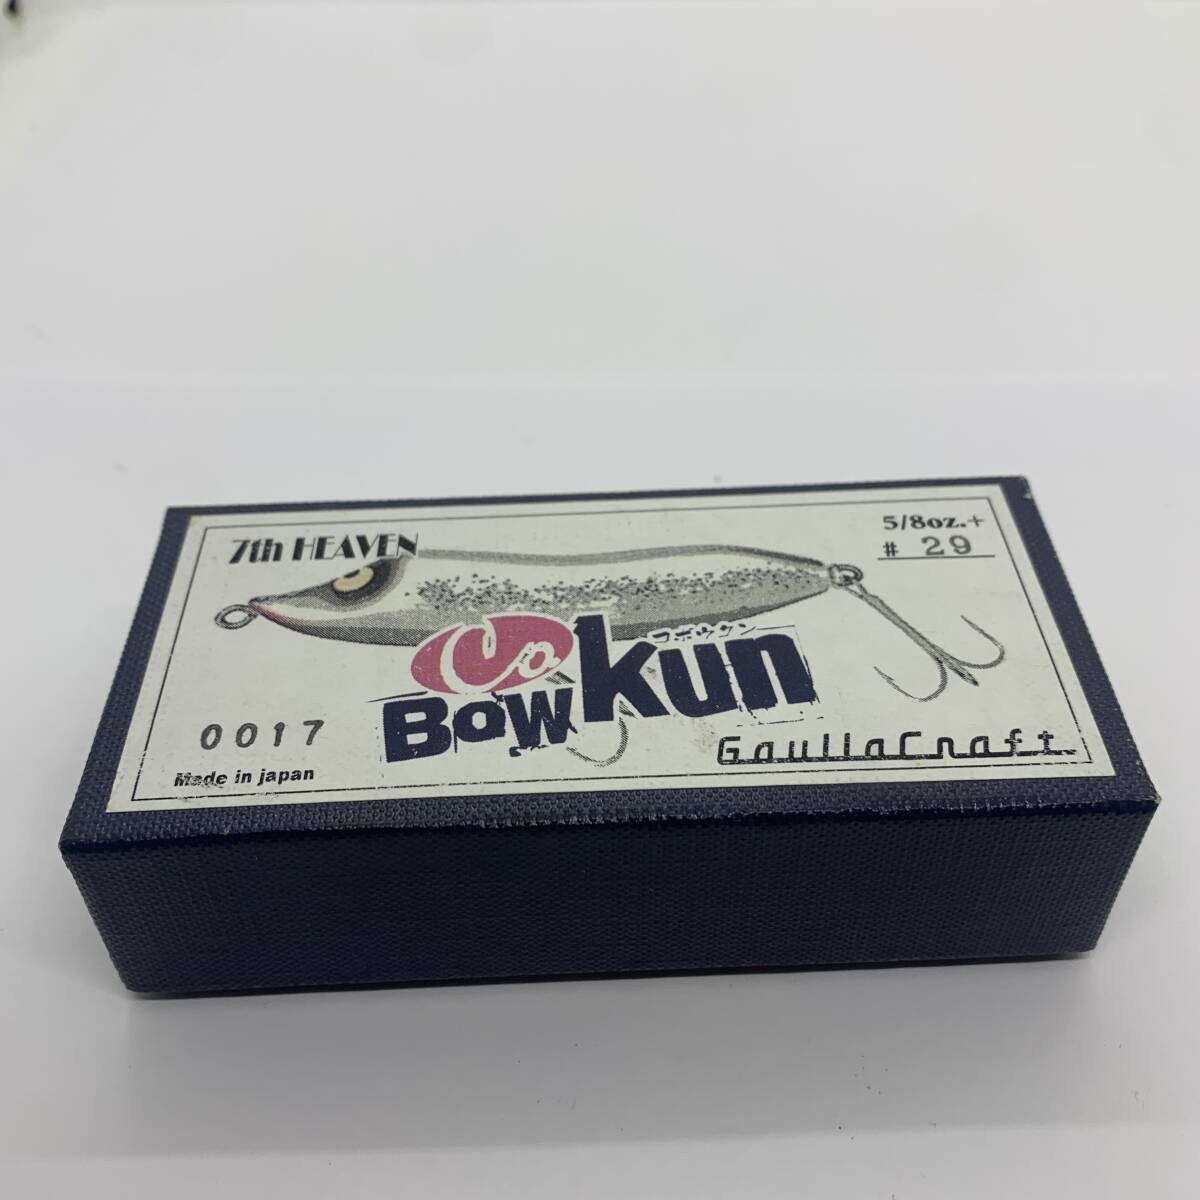 7th HEAVEN
5/8oz.+
# 29
コボウクン
Co
BOW Kun
0017
Made in japan
GaullaCraft